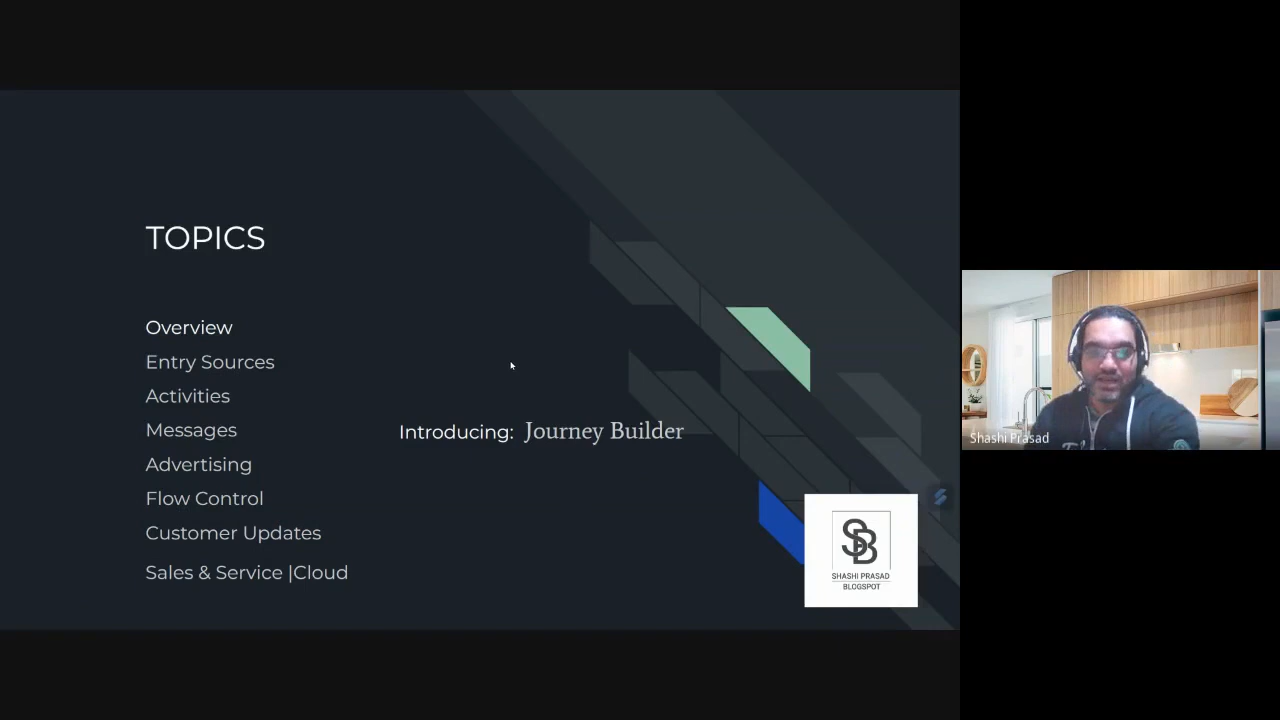 TOPICS
Overview
Entry Sources
Activities
Messages
Advertising
Flow Control
Customer Updates
Sales & Service |Cloud
Introducing: Journey Builder
SB
SHASHI PRASAD
BLOGSPOT
Shashi Prasad